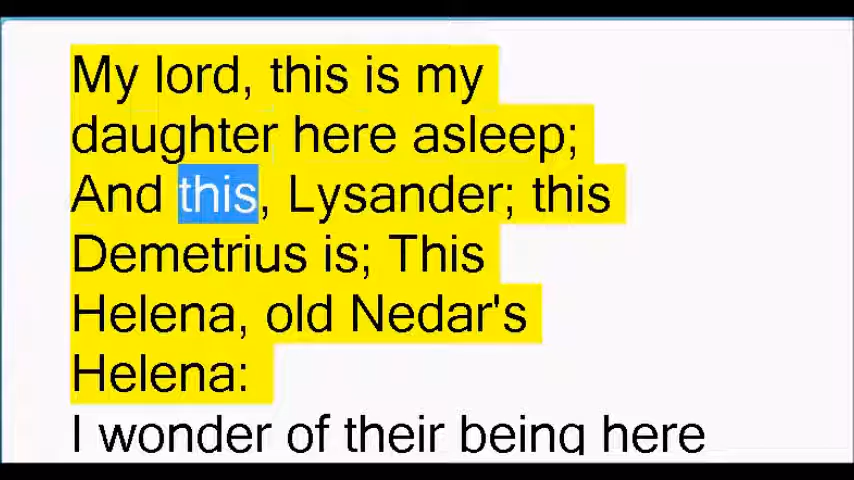 My lord, this is my
daughter here asleep;
And this, Lysander; this
Demetrius is; This
Helena, old Nedar's
Helena:
I wonder of their being here